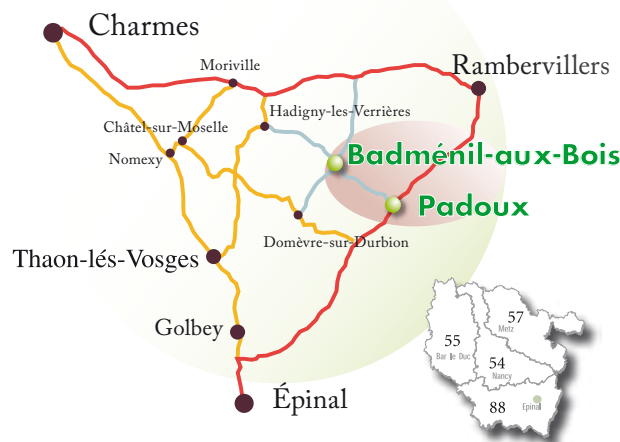 Charmes
Moriville
Rambervillers
Hadigny-les-Verrières
Châtel-sur-Moselle
Nomexy
Badménil-aux-Bois
Padoux
Domèvre-sur-Durbion
Thaon-lés-Vosges
Golbey
Épinal
57
Metz
55
Bar le Duc
54
Nancy
88
Epinal